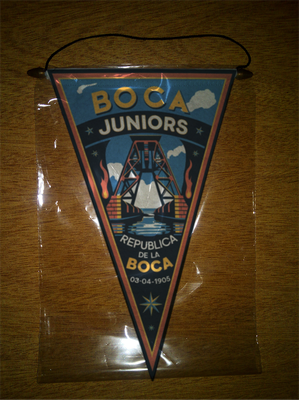 BOCA
JUNIORS
REPUBLICA
DE LA
BOCA
03-04-1905